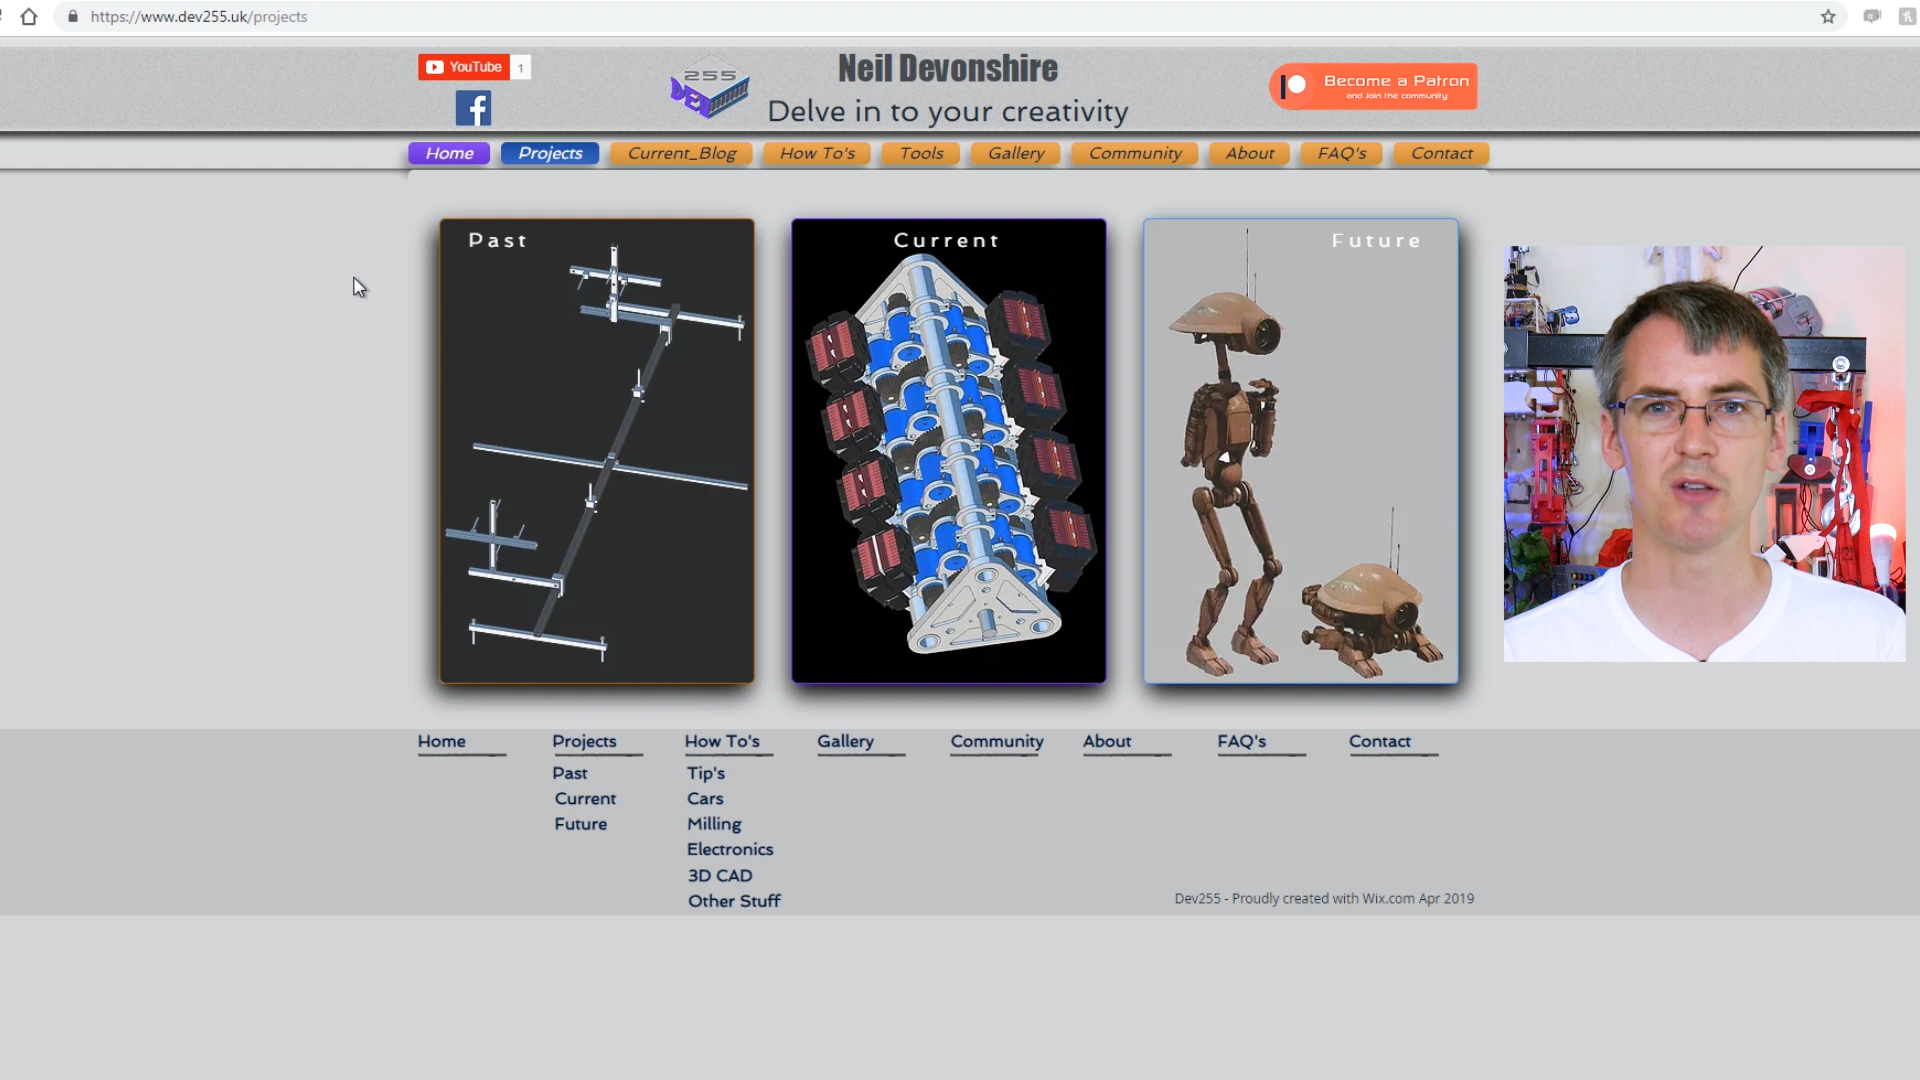 https://www.dev255.uk/projects
YouTube 1
255
DEV
Neil Devonshire
Delve in to your creativity
Become a Patron
and Join the community
Home Projects Current_Blog How To's Tools Gallery Community About FAQ's Contact
Past
Current
Future
Home Projects How To's Gallery Community About FAQ's Contact
Past Tip's
Current Cars
Future Milling
Electronics
3D CAD
Other Stuff
Dev255 - Proudly created with Wix.com Apr 2019